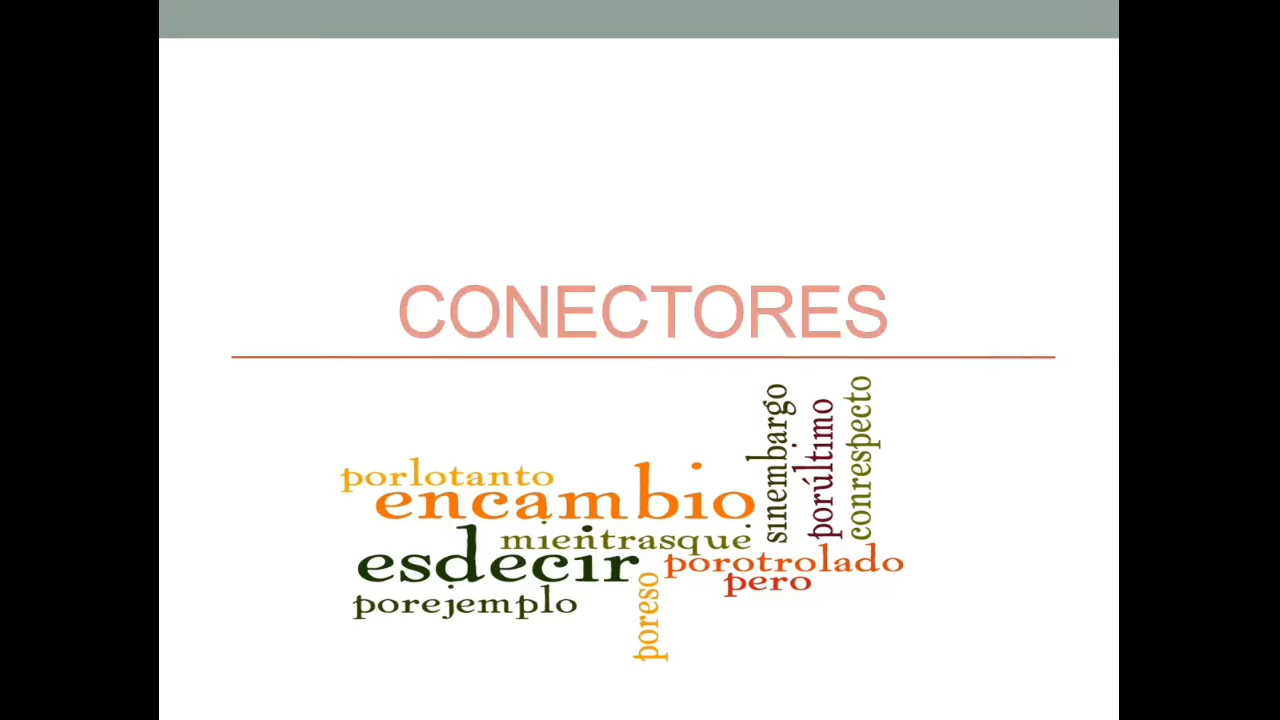 CONECTORES
porlotanto
encambio
sinembargo
porúltimo
conrespecto
mientrasque
esdecir
porotrolado
pero
porejemplo
poreso